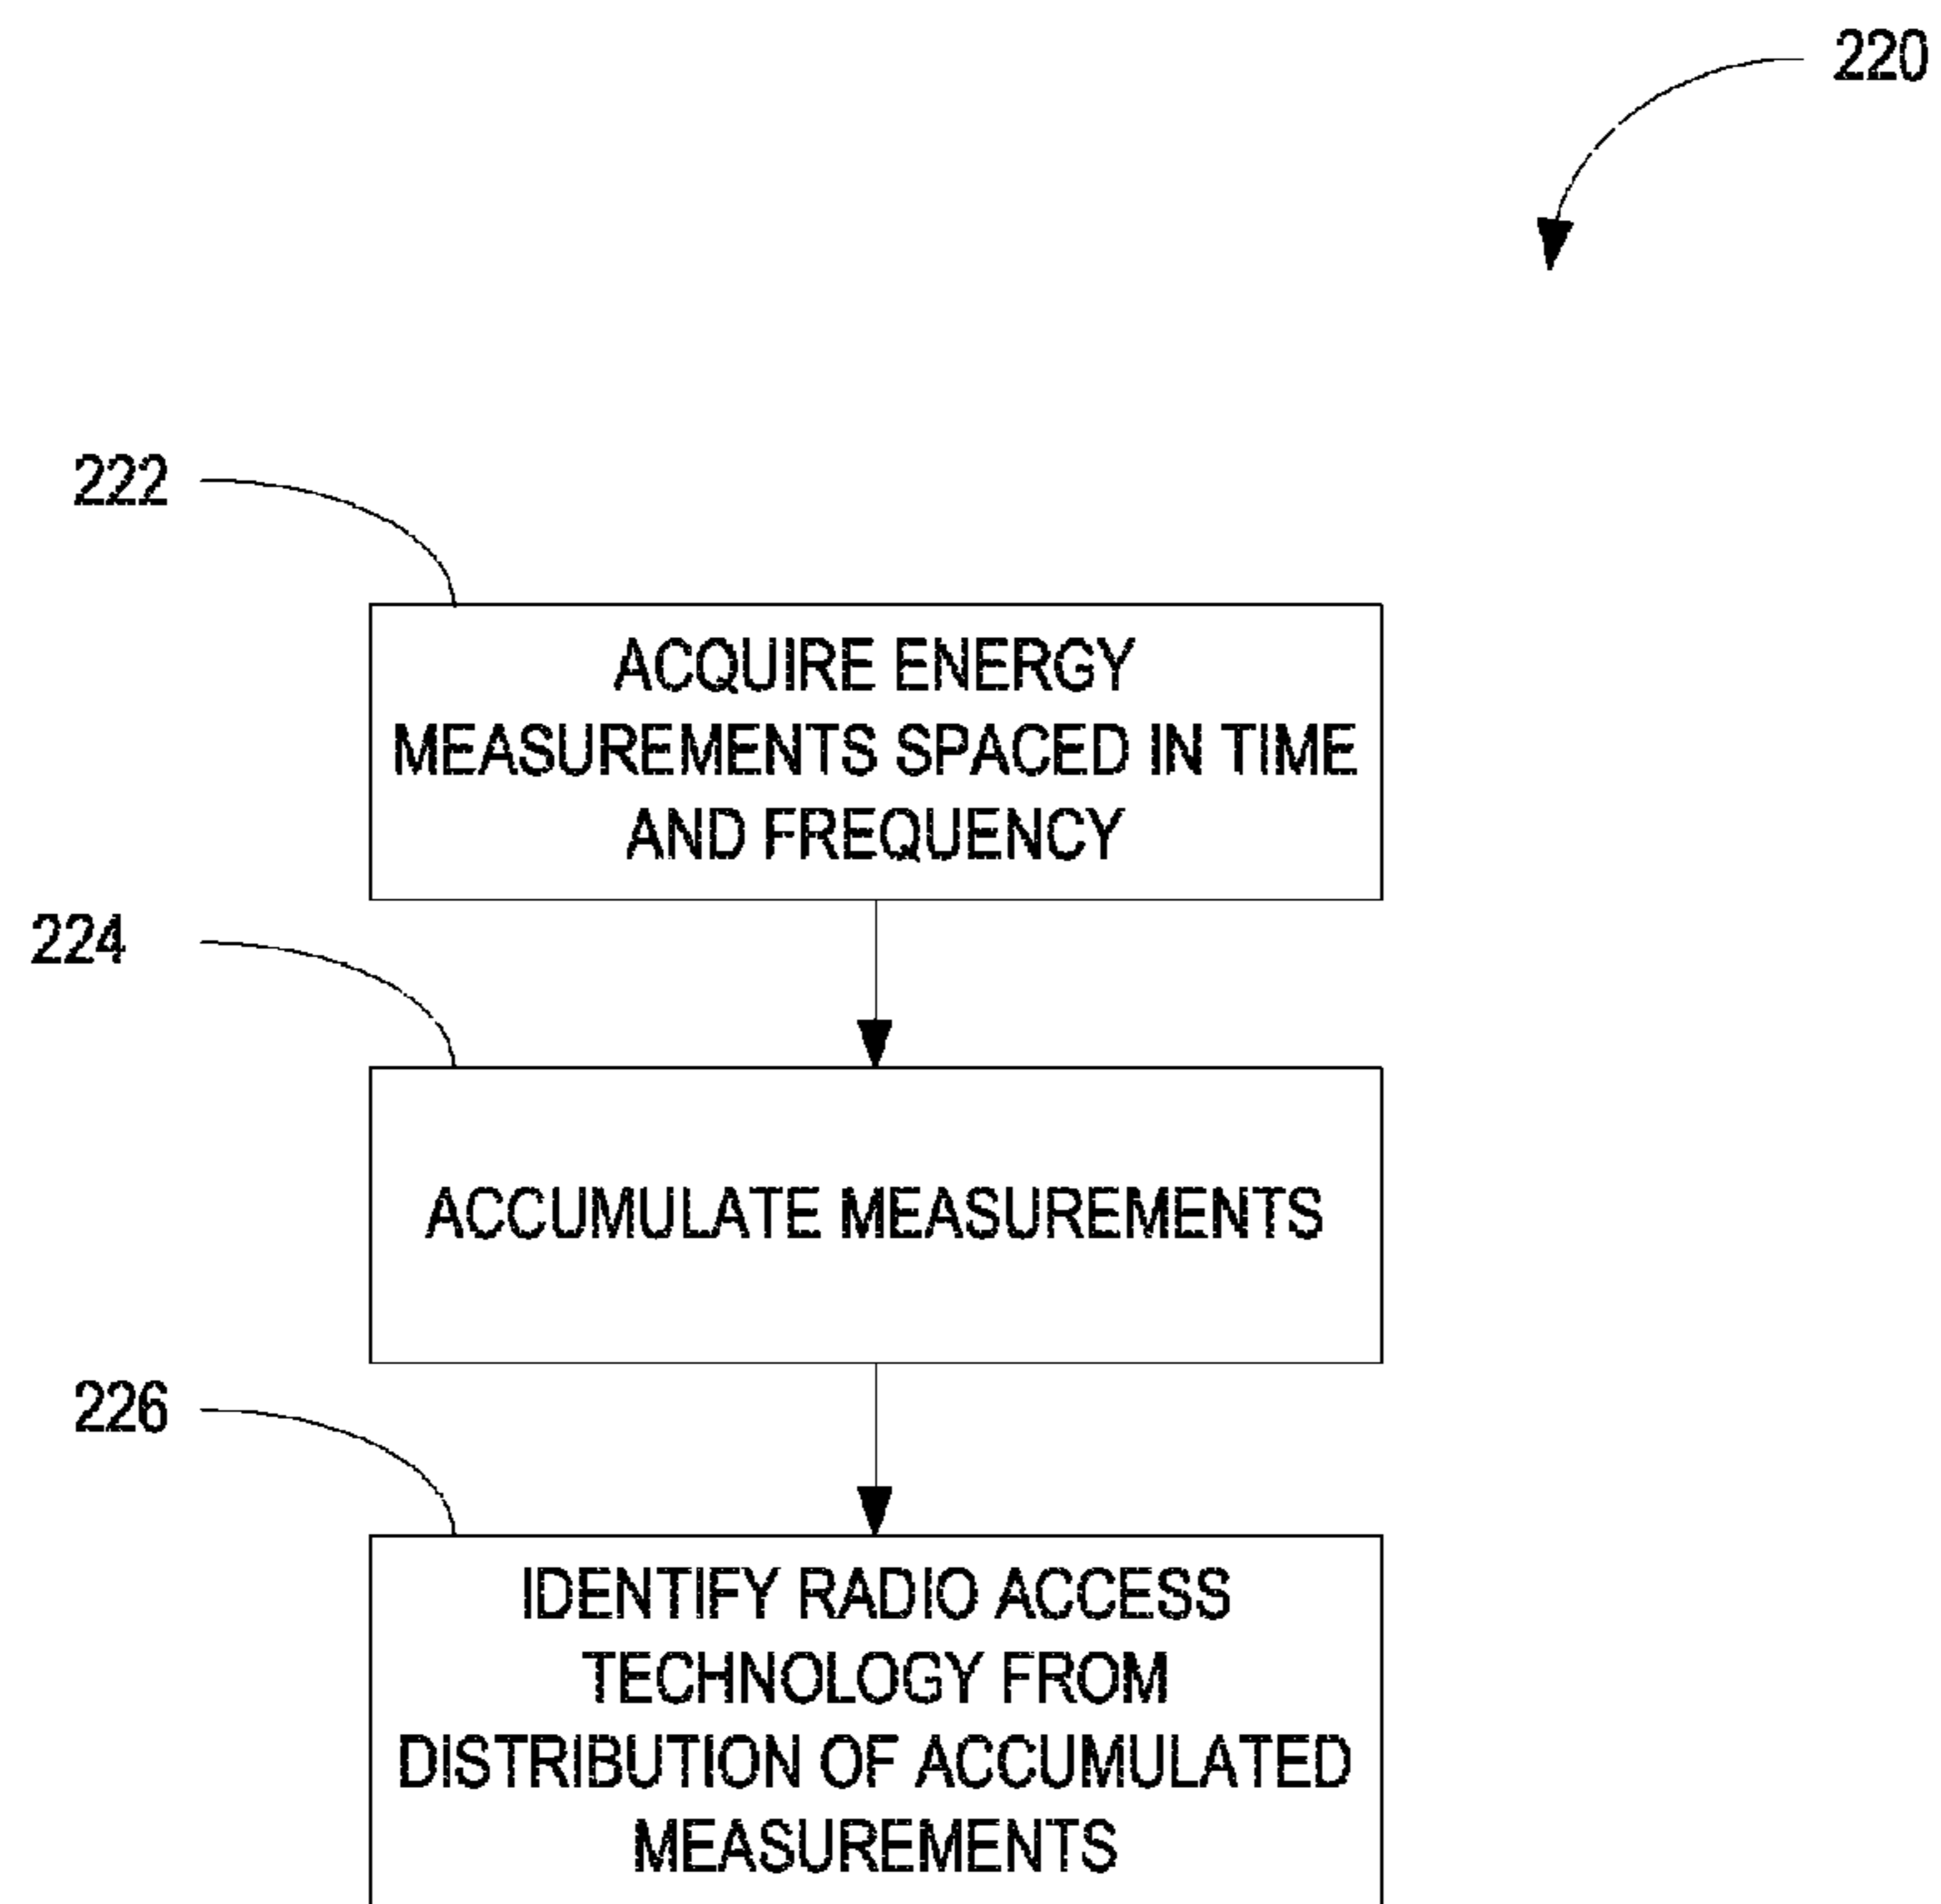 220
222
ACQUIRE ENERGY
MEASUREMENTS SPACED IN TIME
AND FREQUENCY
224
ACCUMULATE MEASUREMENTS
226
IDENTIFY RADIO ACCESS
TECHNOLOGY FROM
DISTRIBUTION OF ACCUMULATED
MEASUREMENTS